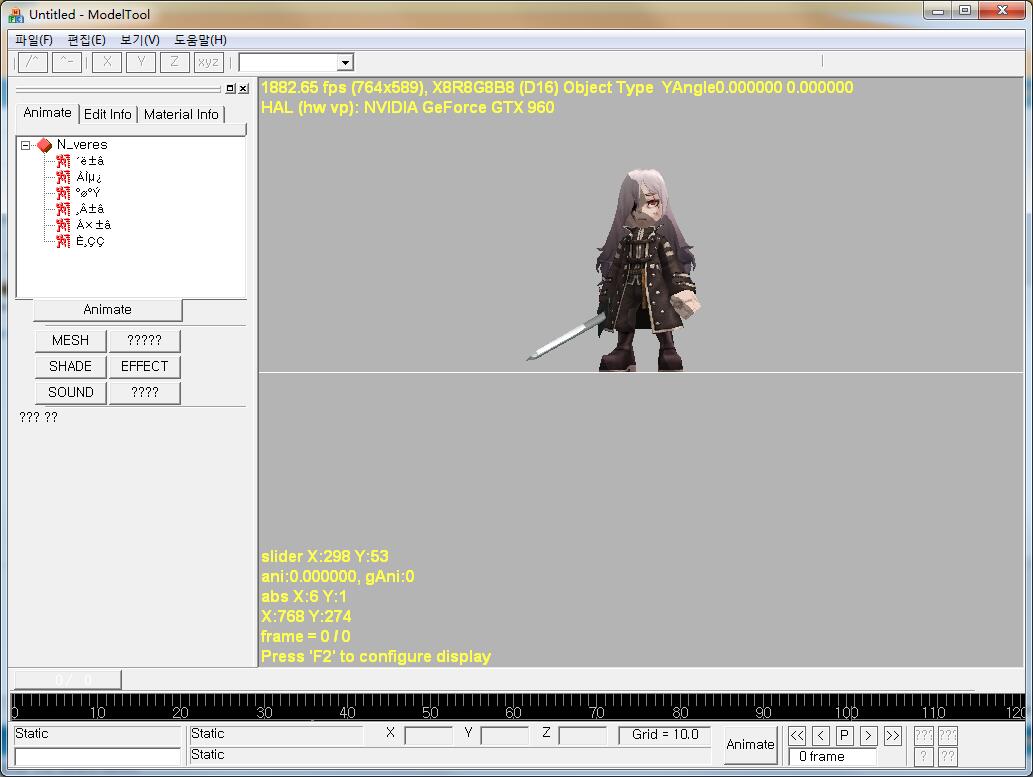 Untitled - ModelTool
파일(F) 편집(E) 보기(V) 도움말(H)
/^ ^- X Y Z xyz
Animate Edit Info Material Info
N_veres
´ë±â
ÀÌµ¿
°ø°Ý
¸Â±â
Á×±â
È¸ÇÇ
Animate
MESH ?????
SHADE EFFECT
SOUND ????
??? ??
1882.65 fps (764x589), X8R8G8B8 (D16) Object Type YAngle0.000000 0.000000
HAL (hw vp): NVIDIA GeForce GTX 960
slider X:298 Y:53
ani:0.000000, gAni:0
abs X:6 Y:1
X:768 Y:274
frame = 0 / 0
Press 'F2' to configure display
0 / 0
0 10 20 30 40 50 60 70 80 90 100 110 120
Static Static X Y Z Grid = 10.0 Animate << < P > >> ??? ???
Static 0 frame ? ??